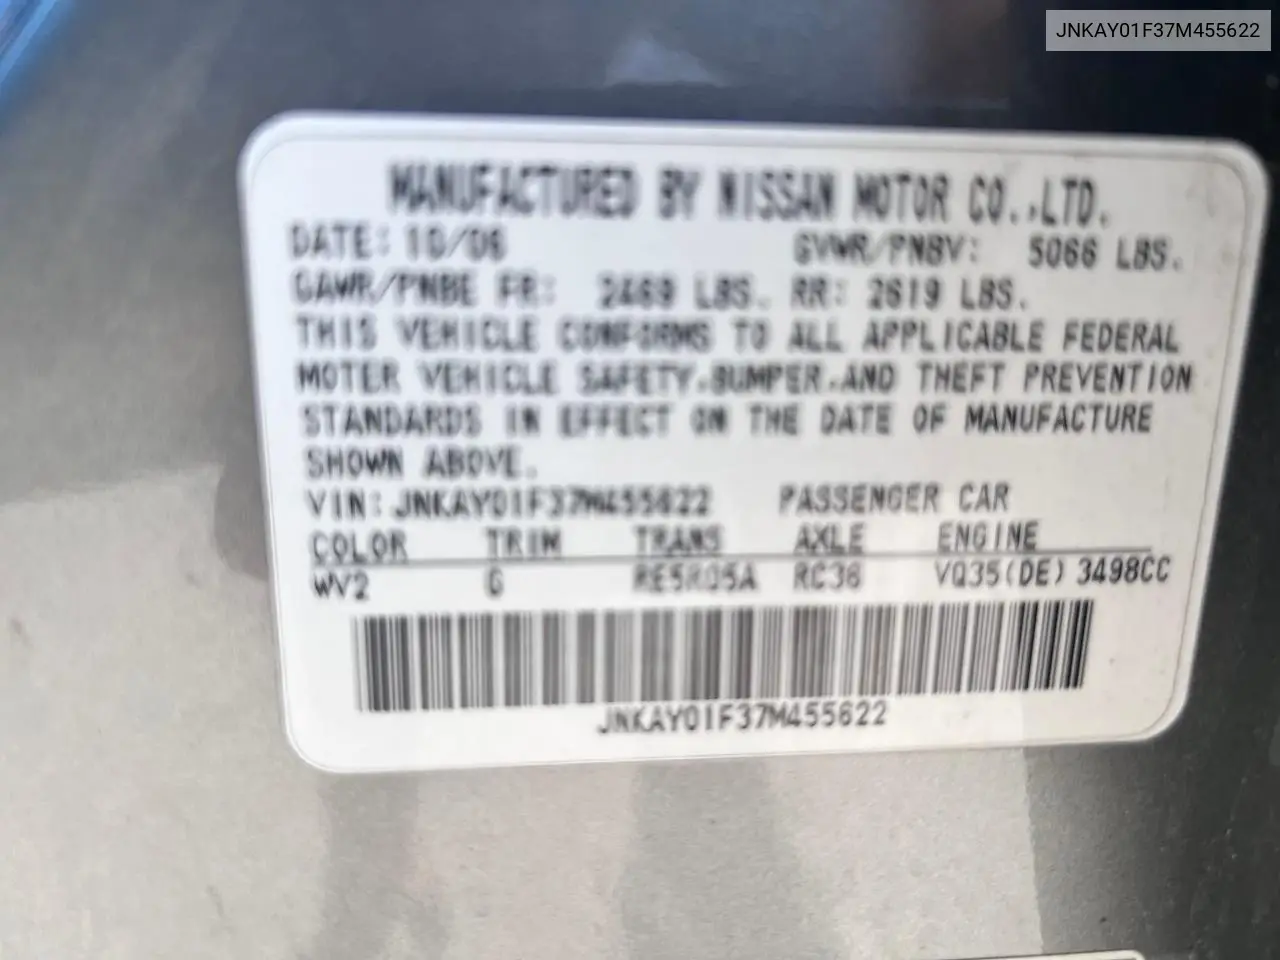 JNKAY01F37M455622
MANUFACTURED BY NISSAN MOTOR CO.,LTD.
DATE: 10/06 GVWR/PNBV: 5066 LBS.
GAWR/PNBE FR: 2469 LBS. RR: 2619 LBS.
THIS VEHICLE CONFORMS TO ALL APPLICABLE FEDERAL
MOTER VEHICLE SAFETY,BUMPER,AND THEFT PREVENTION
STANDARDS IN EFFECT ON THE DATE OF MANUFACTURE
SHOWN ABOVE.
VIN: JNKAY01F37M455622 PASSENGER CAR
COLOR TRIM TRANS AXLE ENGINE
WV2 G RE5R05A RC38 VQ35(DE) 3498CC
JNKAY01F37M455622